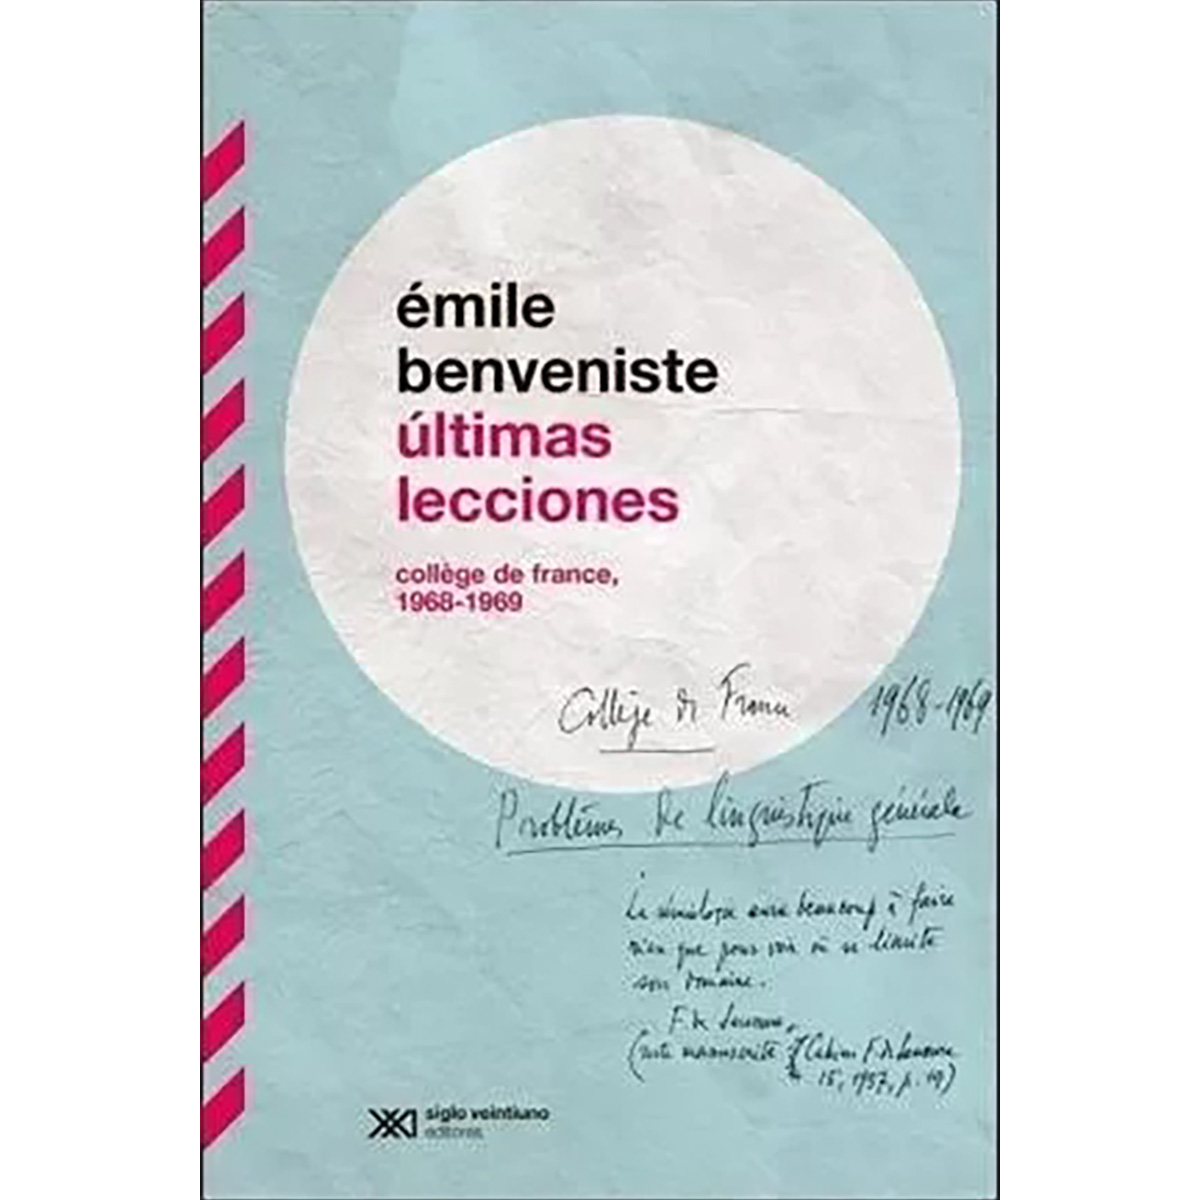 émile
benveniste
últimas
lecciones
collège de france,
1968-1969
Collège de France 1968-1969
Problèmes de linguistique générale
La sémiologie aura beaucoup à faire
rien que pour voir où se limite
son domaine.
F. de Saussure,
(note manuscrite Cahiers F. de Saussure
15, 1957, p. 19)
siglo veintiuno
editores